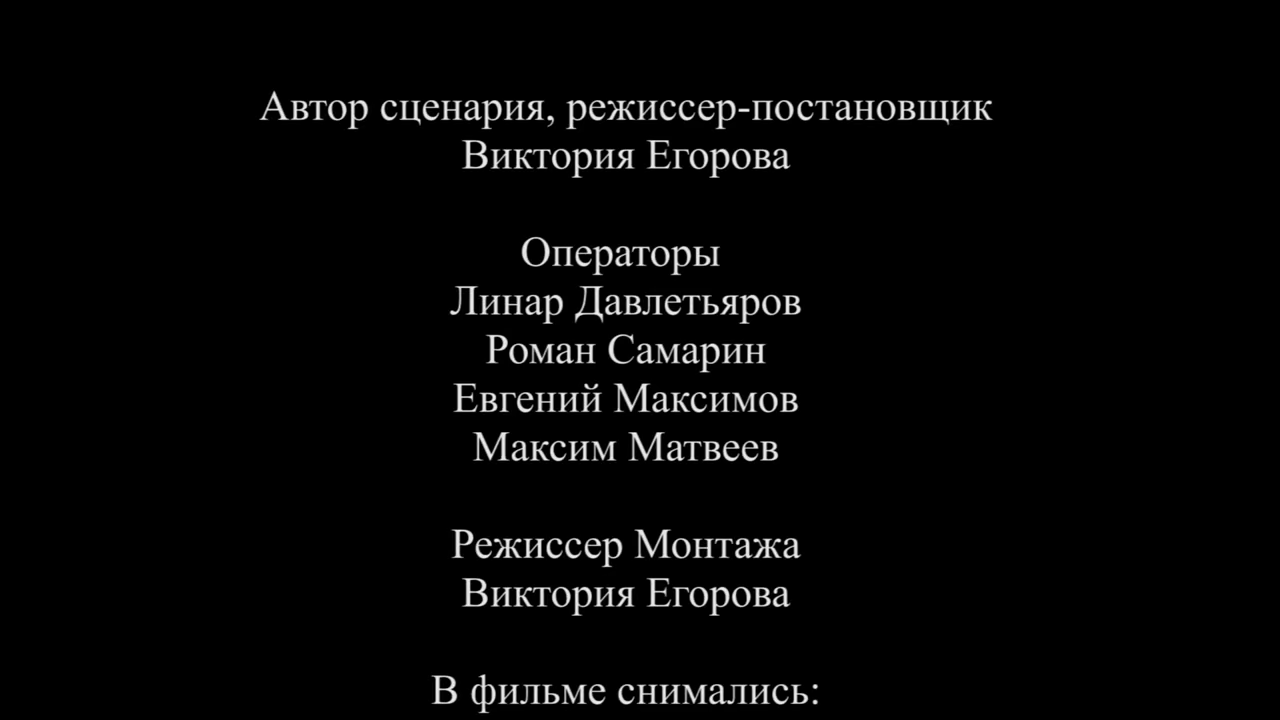 Автор сценария, режиссер-постановщик
Виктория Егорова
Операторы
Линар Давлетьяров
Роман Самарин
Евгений Максимов
Максим Матвеев
Режиссер Монтажа
Виктория Егорова
В фильме снимались: